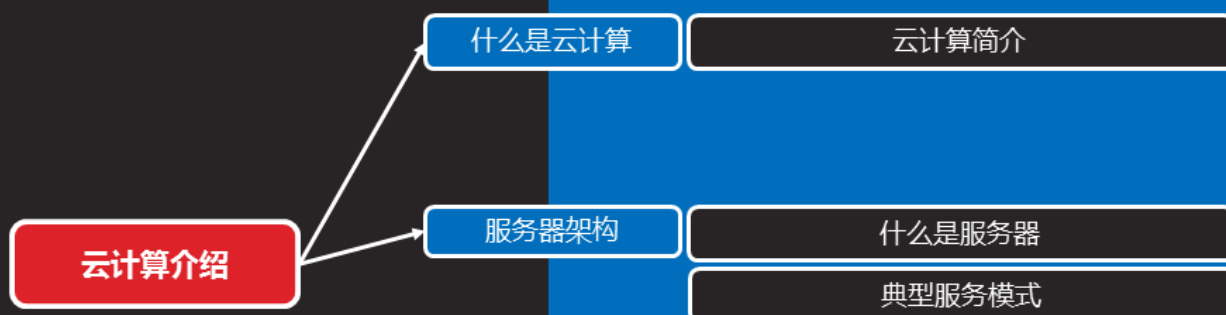 什么是云计算
云计算简介
服务器架构
什么是服务器
云计算介绍
典型服务模式